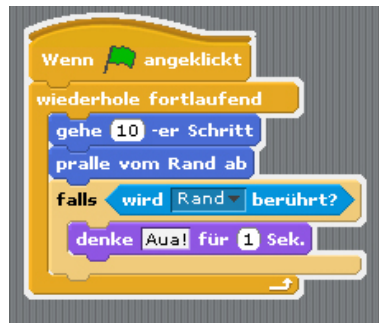 Wenn angeklickt
wiederhole fortlaufend
gehe 10 -er Schritt
pralle vom Rand ab
falls wird Rand berührt?
denke Aua! für 1 Sek.